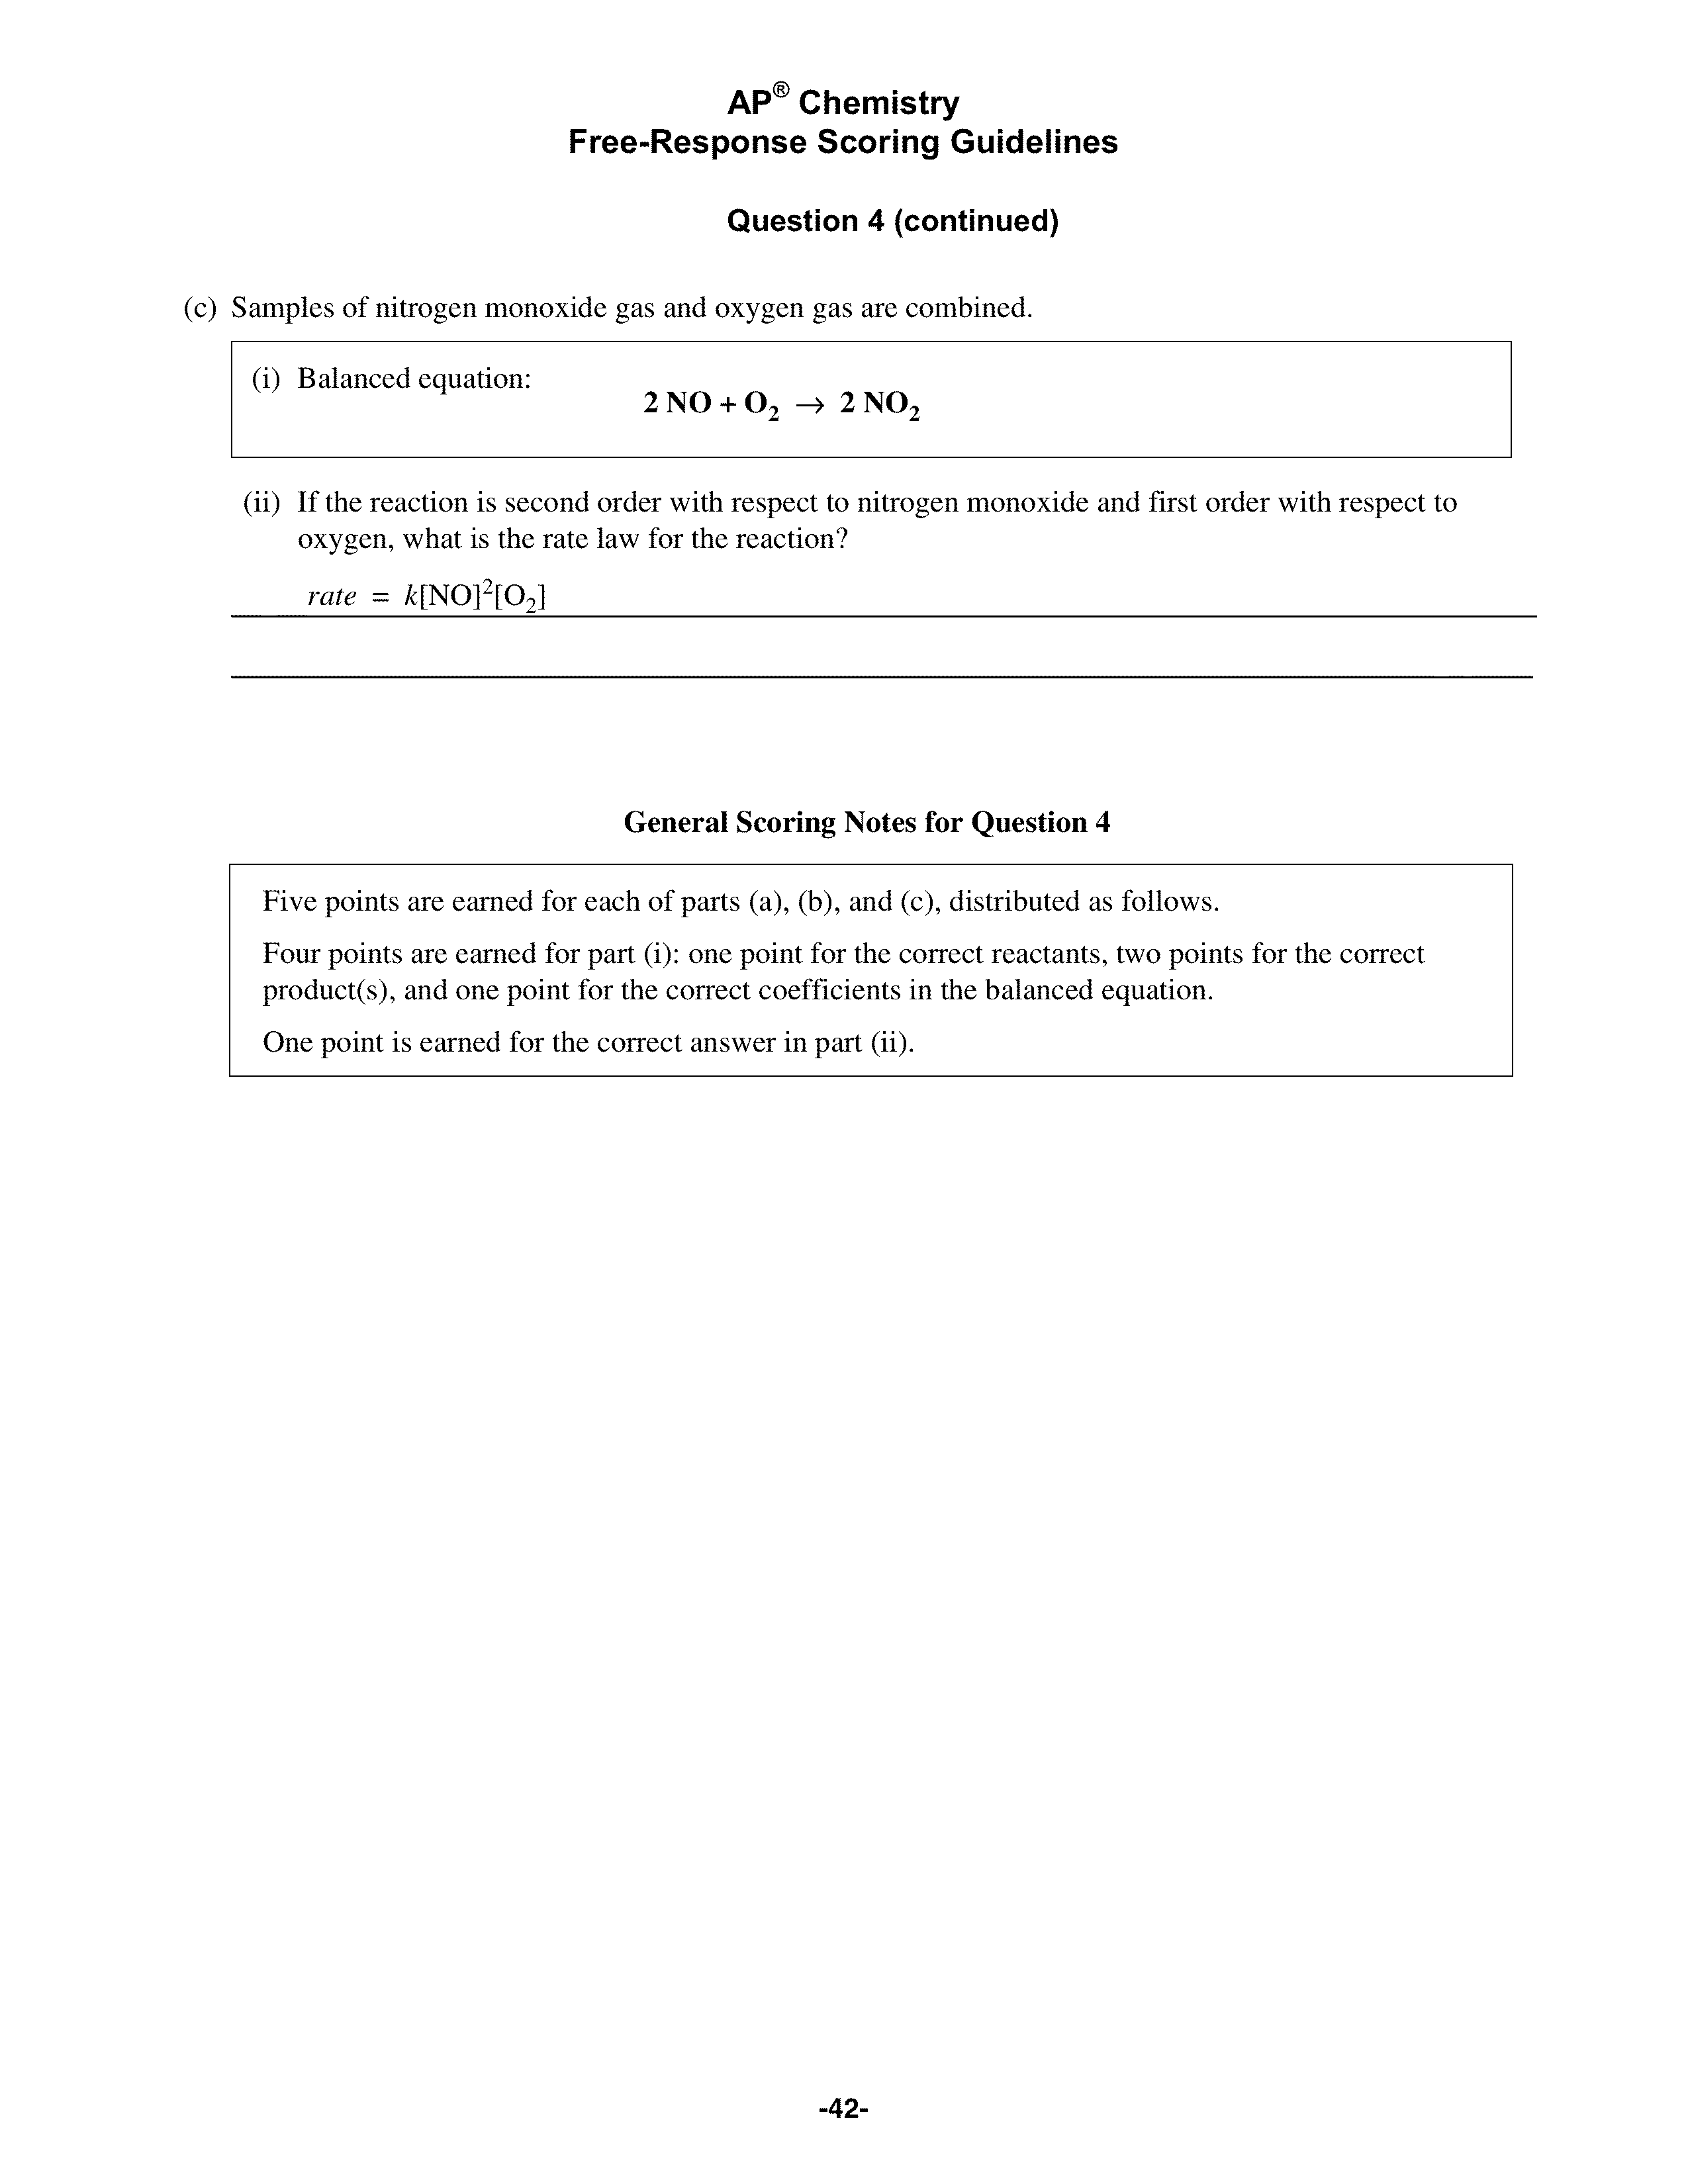 AP® Chemistry
Free-Response Scoring Guidelines
Question 4 (continued)
(c) Samples of nitrogen monoxide gas and oxygen gas are combined.
(i) Balanced equation:
2 NO + O₂ → 2 NO₂
(ii) If the reaction is second order with respect to nitrogen monoxide and first order with respect to
oxygen, what is the rate law for the reaction?
rate = k[NO]²[O₂]
General Scoring Notes for Question 4
Five points are earned for each of parts (a), (b), and (c), distributed as follows.
Four points are earned for part (i): one point for the correct reactants, two points for the correct
product(s), and one point for the correct coefficients in the balanced equation.
One point is earned for the correct answer in part (ii).
-42-